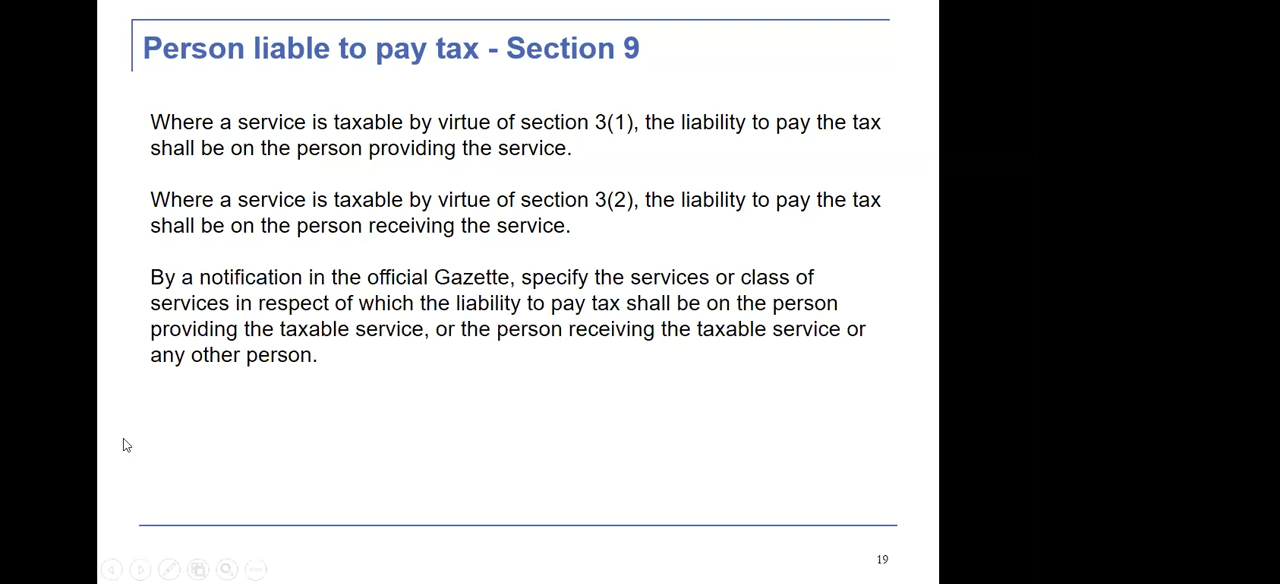 Person liable to pay tax - Section 9
Where a service is taxable by virtue of section 3(1), the liability to pay the tax
shall be on the person providing the service.
Where a service is taxable by virtue of section 3(2), the liability to pay the tax
shall be on the person receiving the service.
By a notification in the official Gazette, specify the services or class of
services in respect of which the liability to pay tax shall be on the person
providing the taxable service, or the person receiving the taxable service or
any other person.
19